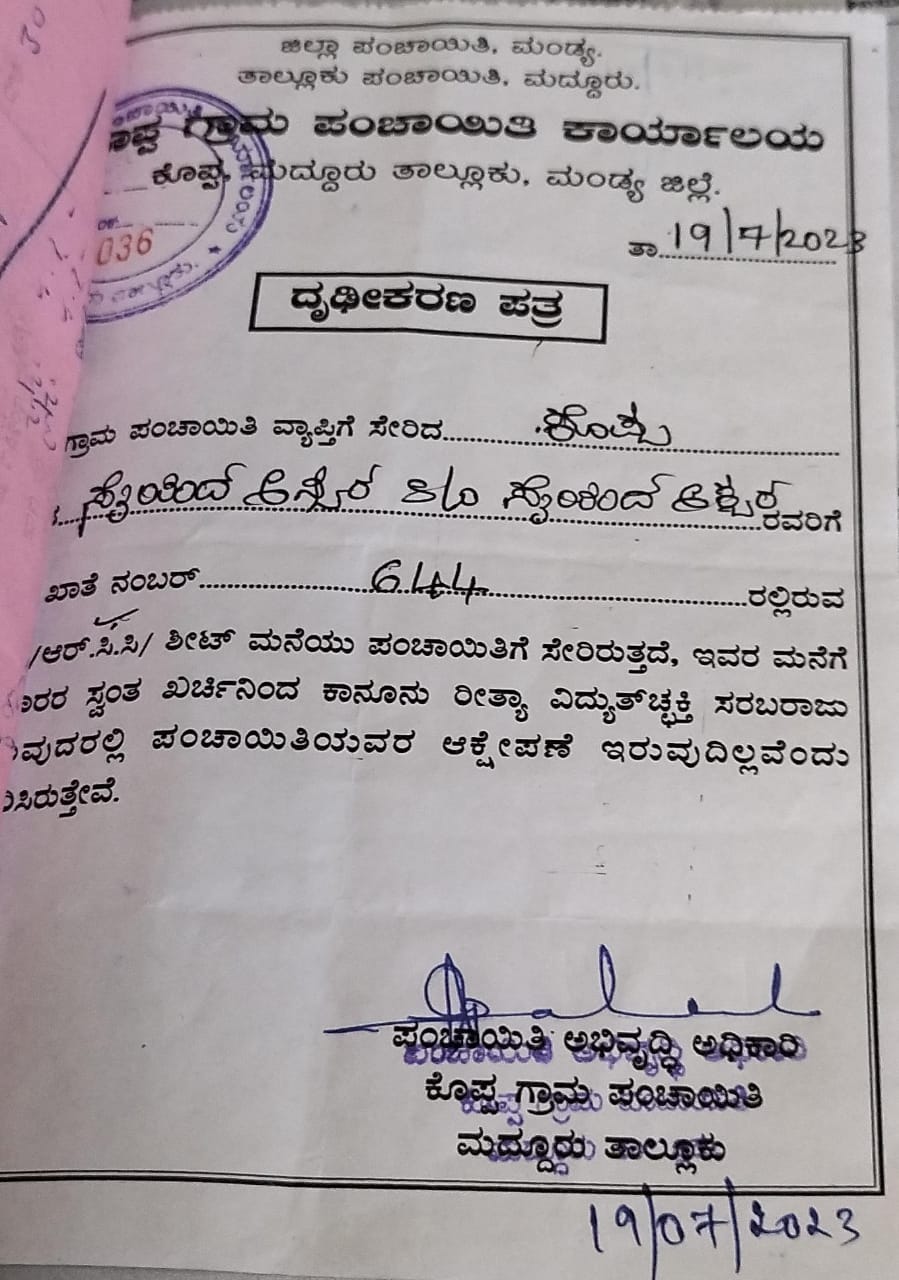 ಜಿಲ್ಲಾ ಪಂಚಾಯಿತಿ, ಮಂಡ್ಯ.
ತಾಲ್ಲೂಕು ಪಂಚಾಯಿತಿ, ಮದ್ದೂರು.
ಗ್ರಾಮ ಪಂಚಾಯಿತಿ ಕಾರ್ಯಾಲಯ
ಕೊಪ್ಪ, ಮದ್ದೂರು ತಾಲ್ಲೂಕು, ಮಂಡ್ಯ ಜಿಲ್ಲೆ.
036
ತಾ. 19/7/2023
ದೃಢೀಕರಣ ಪತ್ರ
ಗ್ರಾಮ ಪಂಚಾಯಿತಿ ವ್ಯಾಪ್ತಿಗೆ ಸೇರಿದ ಕೊಪ್ಪ
S/O ರವರಿಗೆ
ಖಾತೆ ನಂಬರ್ 644 ರಲ್ಲಿರುವ
/ಆರ್.ಸಿ.ಸಿ/ ಶೀಟ್ ಮನೆಯು ಪಂಚಾಯಿತಿಗೆ ಸೇರಿರುತ್ತದೆ, ಇವರ ಮನೆಗೆ
ಸ್ವಂತ ಖರ್ಚಿನಿಂದ ಕಾನೂನು ರೀತ್ಯಾ ವಿದ್ಯುತ್‌ಚ್ಛಕ್ತಿ ಸರಬರಾಜು
ಪಂಚಾಯಿತಿಯವರ ಆಕ್ಷೇಪಣೆ ಇರುವುದಿಲ್ಲವೆಂದು
ಪಂಚಾಯಿತಿ ಅಭಿವೃದ್ಧಿ ಅಧಿಕಾರಿ
ಕೊಪ್ಪ ಗ್ರಾಮ ಪಂಚಾಯಿತಿ
ಮದ್ದೂರು ತಾಲ್ಲೂಕು
19/07/2023